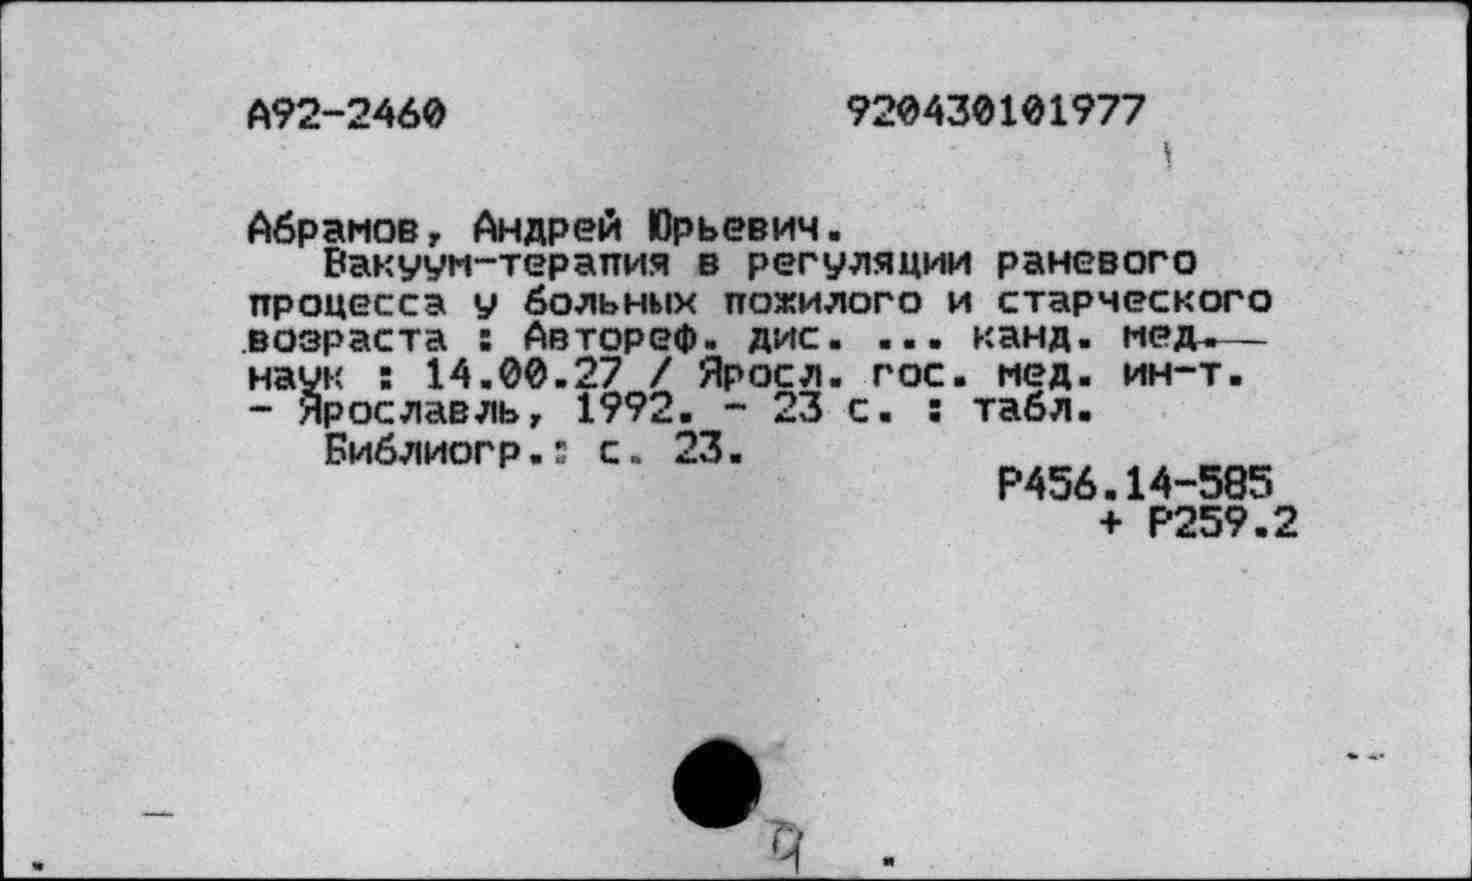 А92-2460 920430101977
Абрамов, Андрей Юрьевич.
Вакуум-терапия в регуляции раневого
процесса у больных пожилого и старческого
возраста : Автореф. дис. ... канд. мед.
наук : 14.00.27 / Яросл. гос. мед. ин-т.
- Ярославль, 1992. - 23 с. : табл.
Библиогр.: с. 23.
Р456.14-585
+ Р259.2